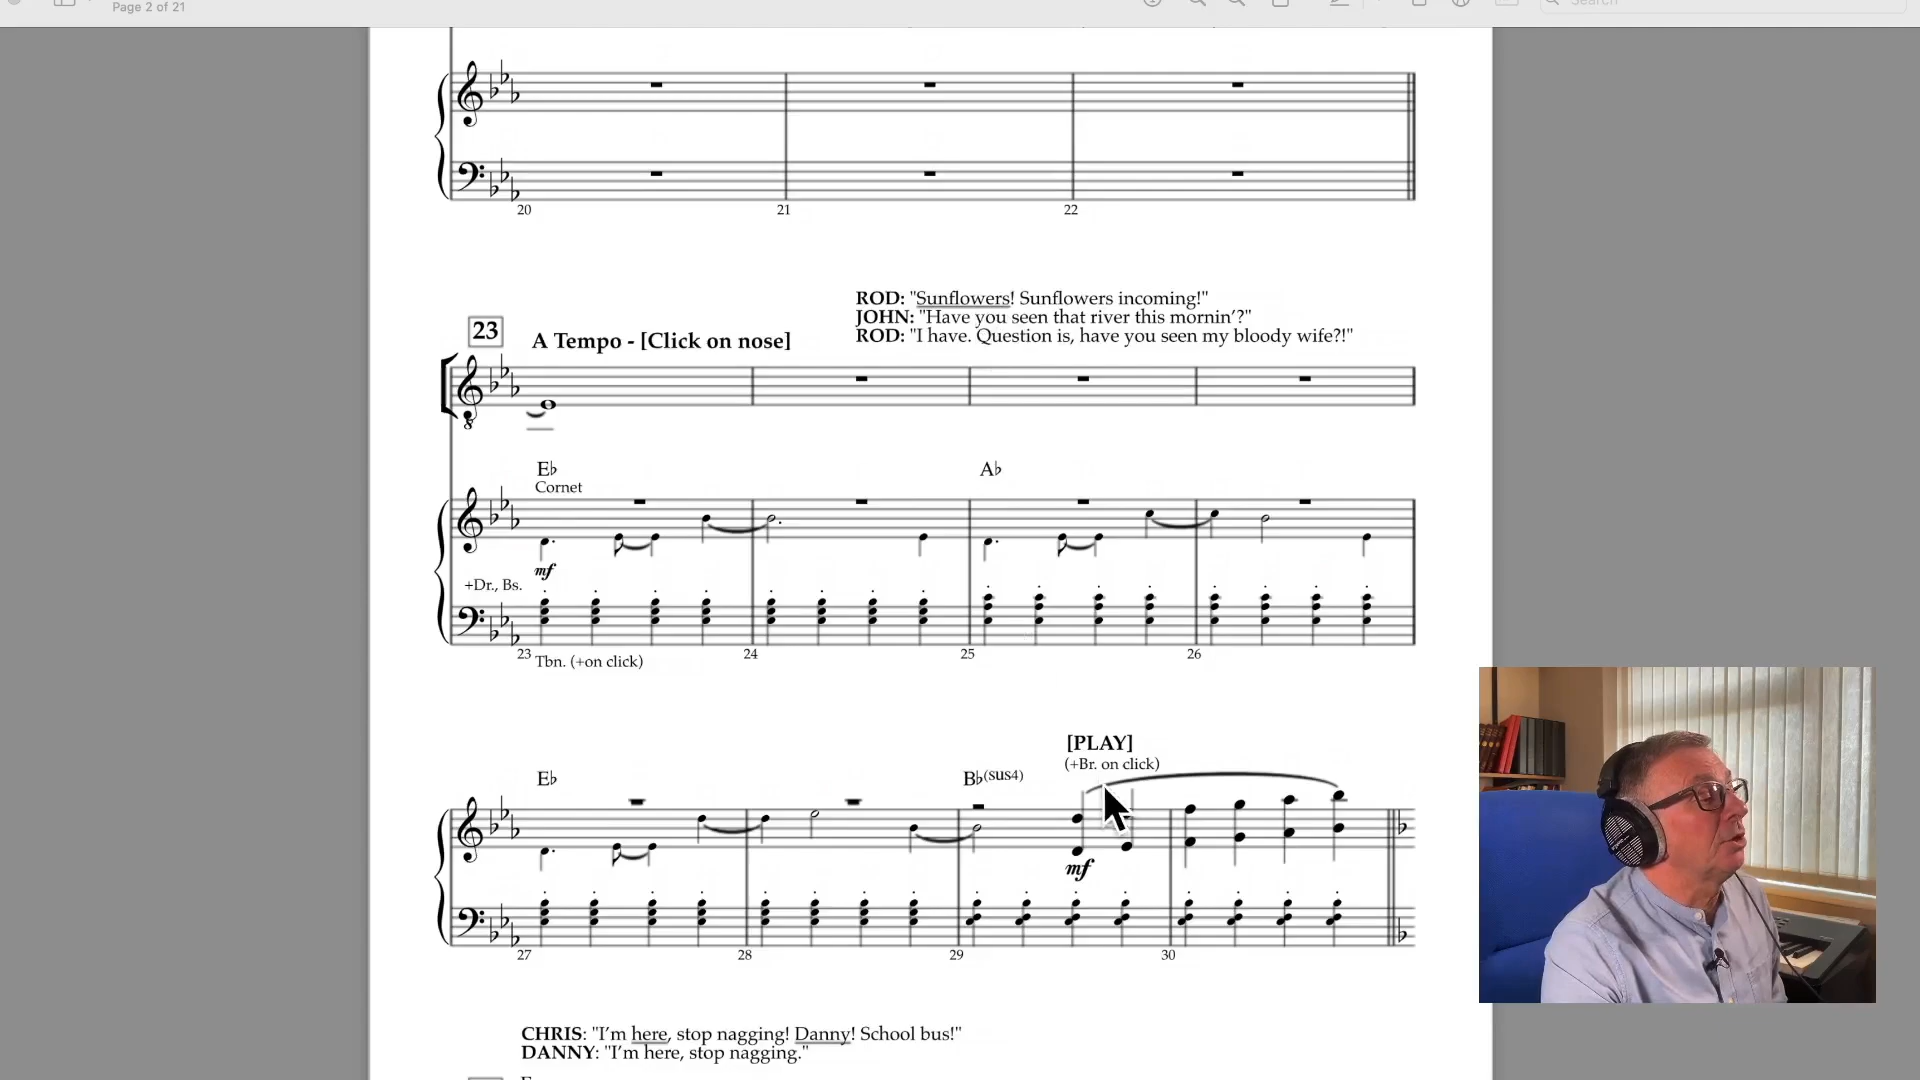 Page 2 of 21
Search
20 21 22
ROD: "Sunflowers! Sunflowers incoming!"
JOHN: "Have you seen that river this mornin'?"
ROD: "I have. Question is, have you seen my bloody wife?!"
23
A Tempo - [Click on nose]
8
E♭ A♭
Cornet
mf
+Dr., Bs.
23 24 25 26
Tbn. (+on click)
[PLAY]
(+Br. on click)
E♭ B♭(sus4)
mf
27 28 29 30
CHRIS: "I'm here, stop nagging! Danny! School bus!"
DANNY: "I'm here, stop nagging."